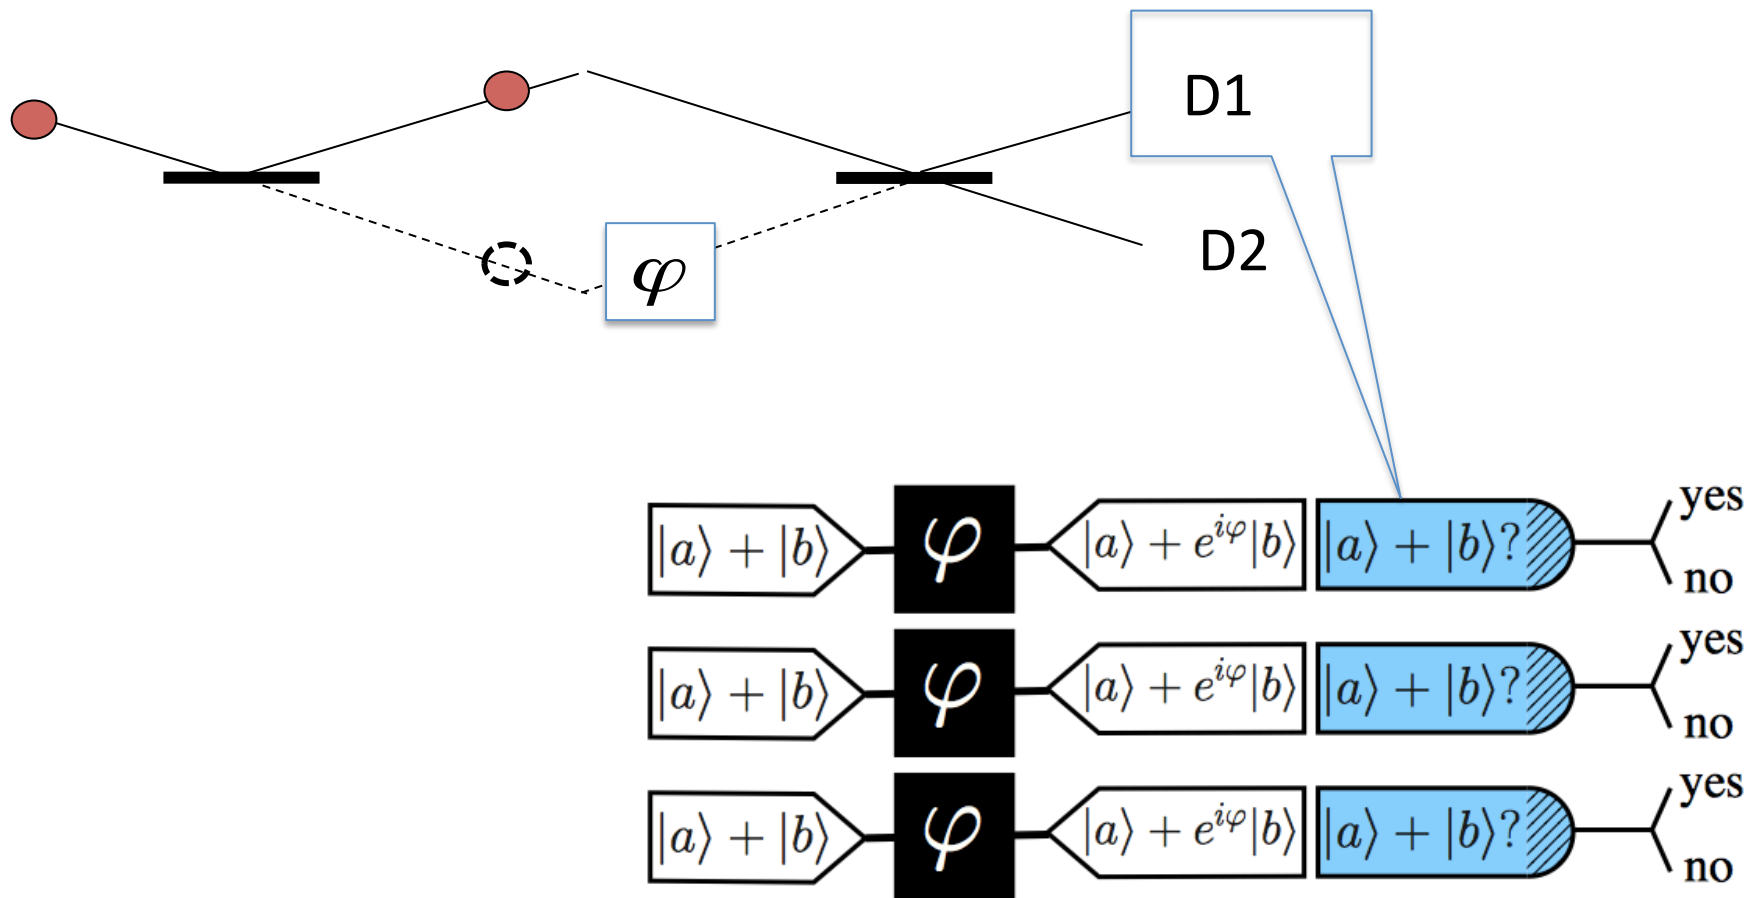 D1
D2
φ
|a⟩ + |b⟩ φ |a⟩ + e^{iφ}|b⟩ |a⟩ + |b⟩? yes
no
|a⟩ + |b⟩ φ |a⟩ + e^{iφ}|b⟩ |a⟩ + |b⟩? yes
no
|a⟩ + |b⟩ φ |a⟩ + e^{iφ}|b⟩ |a⟩ + |b⟩? yes
no